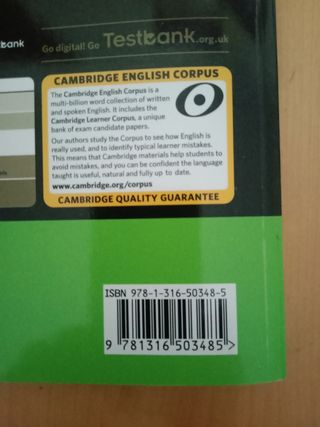 Go digital! Go Testbank.org.uk
CAMBRIDGE ENGLISH CORPUS
The Cambridge English Corpus is a
multi-billion word collection of written
and spoken English. It includes the
Cambridge Learner Corpus, a unique
bank of exam candidate papers.
Our authors study the Corpus to see how English is
really used, and to identify typical learner mistakes.
This means that Cambridge materials help students to
avoid mistakes, and you can be confident the language
taught is useful, natural and fully up to date.
www.cambridge.org/corpus
CAMBRIDGE QUALITY GUARANTEE
ISBN 978-1-316-50348-5
9 781316 503485 >